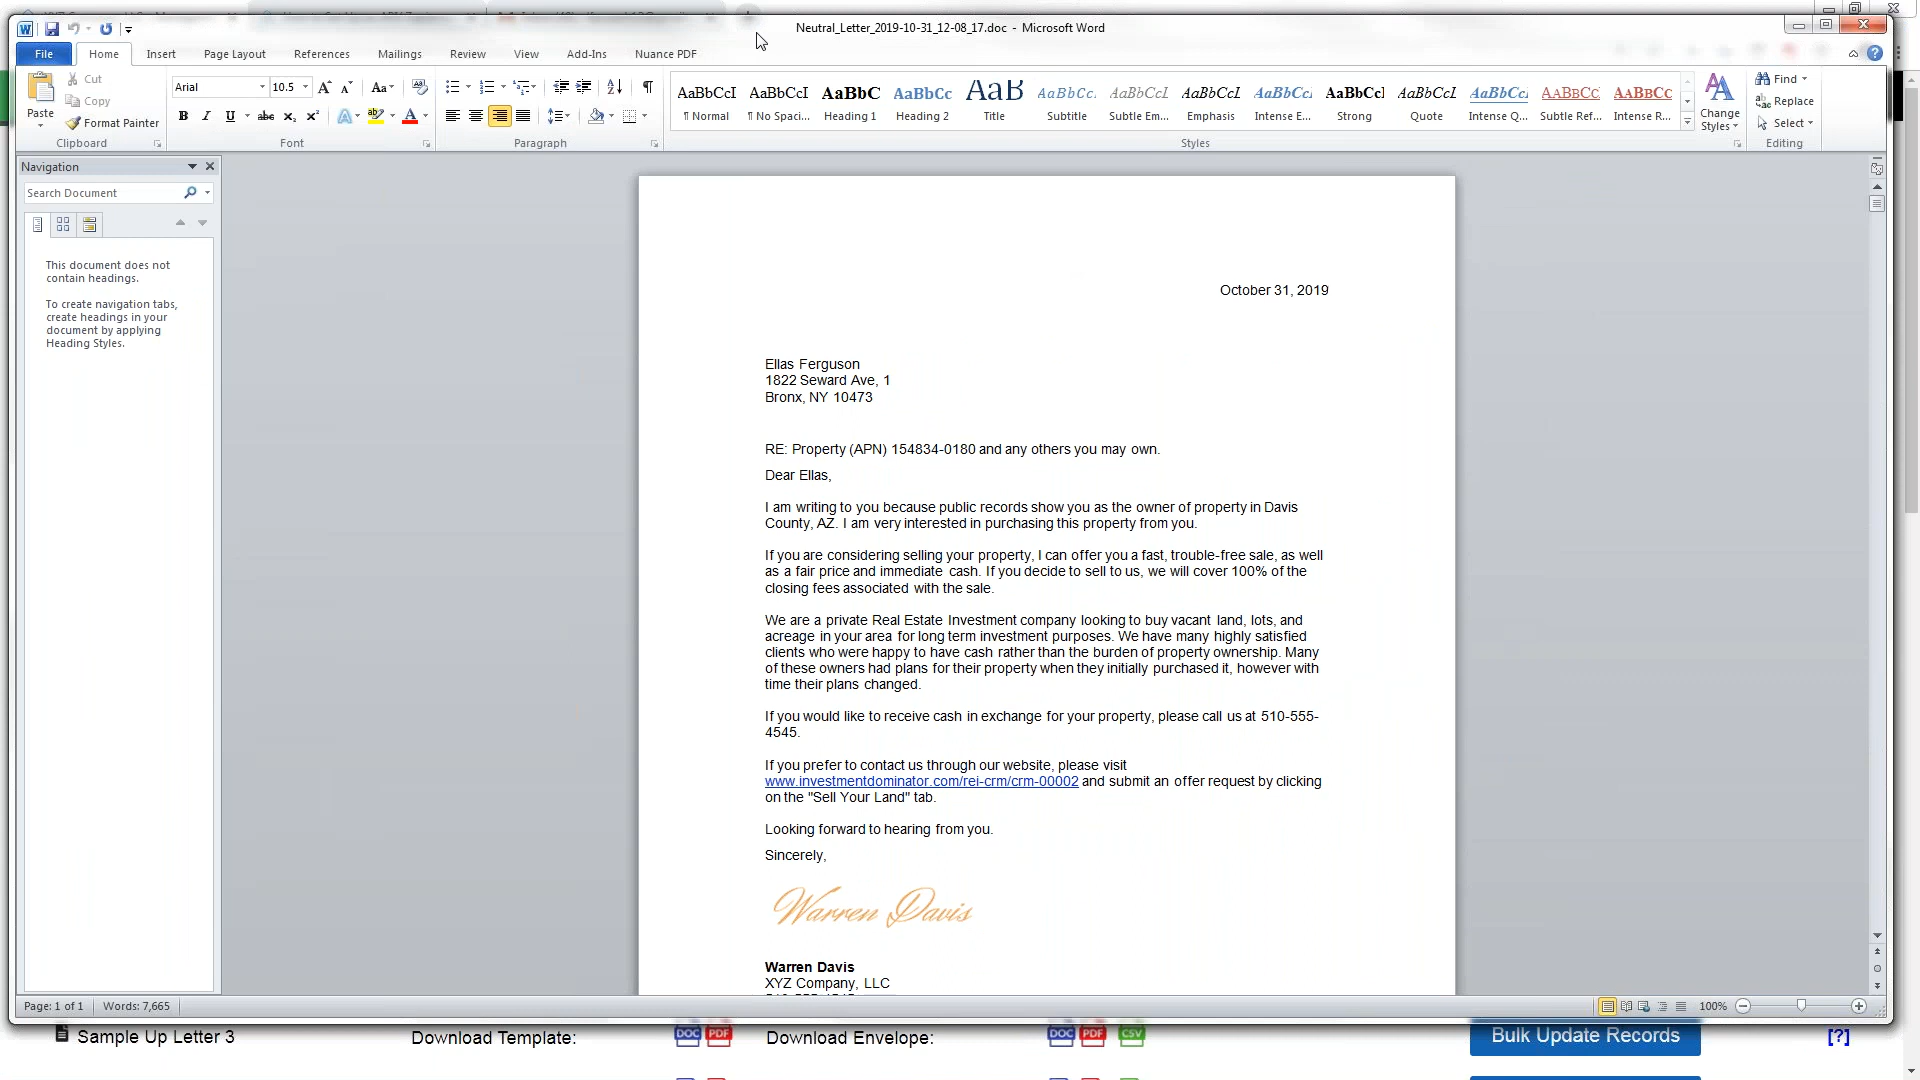 Neutral_Letter_2019-10-31_12-08_17.doc - Microsoft Word
File Home Insert Page Layout References Mailings Review View Add-Ins Nuance PDF
Paste
Cut
Copy
Format Painter
Clipboard
Arial 10.5
Font
Paragraph
AaBbCcI AaBbCcI AaBbC AaBbCc AaB AaBbCc. AaBbCcL AaBbCcL AaBbCc. AaBbCcI AaBbCcL AaBbCc. AaBbCc AaBbCc
¶ Normal ¶ No Spaci... Heading 1 Heading 2 Title Subtitle Subtle Em... Emphasis Intense E... Strong Quote Intense Q... Subtle Ref... Intense R...
Styles
Change
Styles
Find
Replace
Select
Editing
Navigation
Search Document
This document does not
contain headings.
To create navigation tabs,
create headings in your
document by applying
Heading Styles.
October 31, 2019
Ellas Ferguson
1822 Seward Ave, 1
Bronx, NY 10473
RE: Property (APN) 154834-0180 and any others you may own.
Dear Ellas,
I am writing to you because public records show you as the owner of property in Davis
County, AZ. I am very interested in purchasing this property from you.
If you are considering selling your property, I can offer you a fast, trouble-free sale, as well
as a fair price and immediate cash. If you decide to sell to us, we will cover 100% of the
closing fees associated with the sale.
We are a private Real Estate Investment company looking to buy vacant land, lots, and
acreage in your area for long term investment purposes. We have many highly satisfied
clients who were happy to have cash rather than the burden of property ownership. Many
of these owners had plans for their property when they initially purchased it, however with
time their plans changed.
If you would like to receive cash in exchange for your property, please call us at 510-555-
4545.
If you prefer to contact us through our website, please visit
www.investmentdominator.com/rei-crm/crm-00002 and submit an offer request by clicking
on the "Sell Your Land" tab.
Looking forward to hearing from you.
Sincerely,
Warren Davis
Warren Davis
XYZ Company, LLC
Page: 1 of 1 Words: 7,665
100%
Sample Up Letter 3 Download Template: DOC PDF Download Envelope: DOC PDF CSV Bulk Update Records [?]